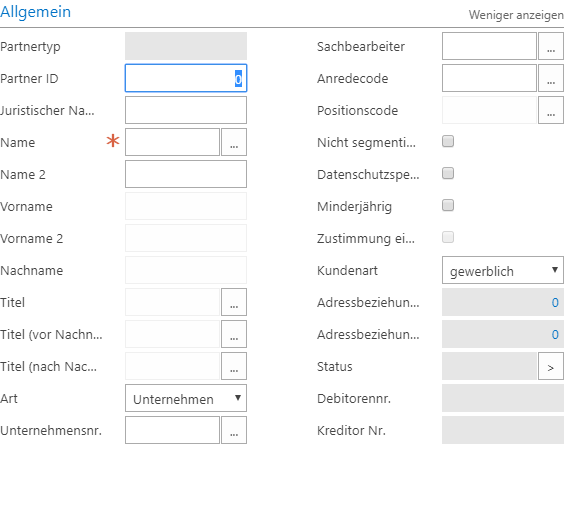 Allgemein
Weniger anzeigen
Partnertyp
Partner ID 0
Juristischer Na...
Name * ...
Name 2
Vorname
Vorname 2
Nachname
Titel ...
Titel (vor Nachn... ...
Titel (nach Nac... ...
Art Unternehmen
Unternehmensnr. ...
Sachbearbeiter ...
Anredecode ...
Positionscode ...
Nicht segmenti...
Datenschutzspe...
Minderjährig
Zustimmung ei...
Kundenart gewerblich
Adressbeziehun... 0
Adressbeziehun... 0
Status >
Debitorennr.
Kreditor Nr.